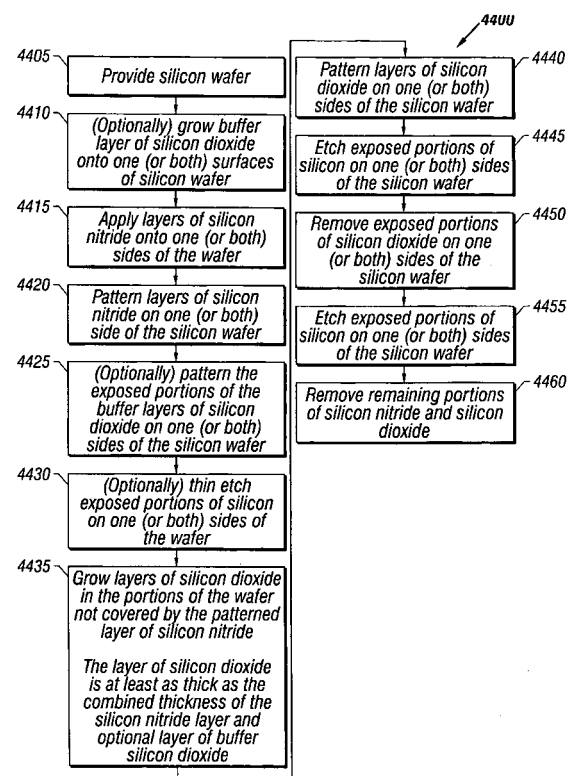 4400
4405
Provide silicon wafer
4410
(Optionally) grow buffer
layer of silicon dioxide
onto one (or both) surfaces
of silicon wafer
4415
Apply layers of silicon
nitride onto one (or both)
sides of the wafer
4420
Pattern layers of silicon
nitride on one (or both)
side of the silicon wafer
4425
(Optionally) pattern the
exposed portions of the
buffer layers of silicon
dioxide on one (or both)
sides of the silicon wafer
4430
(Optionally) thin etch
exposed portions of silicon
on one (or both) sides of
the wafer
4435
Grow layers of silicon dioxide
in the portions of the wafer
not covered by the patterned
layer of silicon nitride
The layer of silicon dioxide
is at least as thick as the
combined thickness of the
silicon nitride layer and
optional layer of buffer
silicon dioxide
4440
Pattern layers of silicon
dioxide on one (or both)
sides of the silicon wafer
4445
Etch exposed portions of
silicon on one (or both) sides
of the silicon wafer
4450
Remove exposed portions
of silicon dioxide on one
(or both) sides of the
silicon wafer
4455
Etch exposed portions of
silicon on one (or both) sides
of the silicon wafer
4460
Remove remaining portions
of silicon nitride and silicon
dioxide